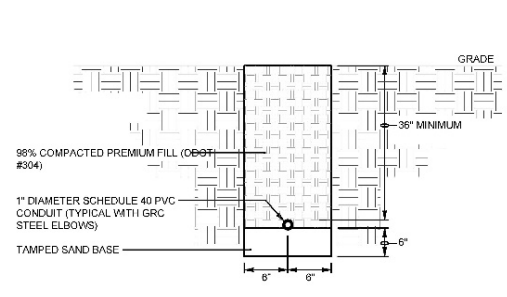 GRADE
36" MINIMUM
98% COMPACTED PREMIUM FILL (ODOT
#304)
1" DIAMETER SCHEDULE 40 PVC
CONDUIT (TYPICAL WITH GRC
STEEL ELBOWS)
6"
TAMPED SAND BASE
6" 6"